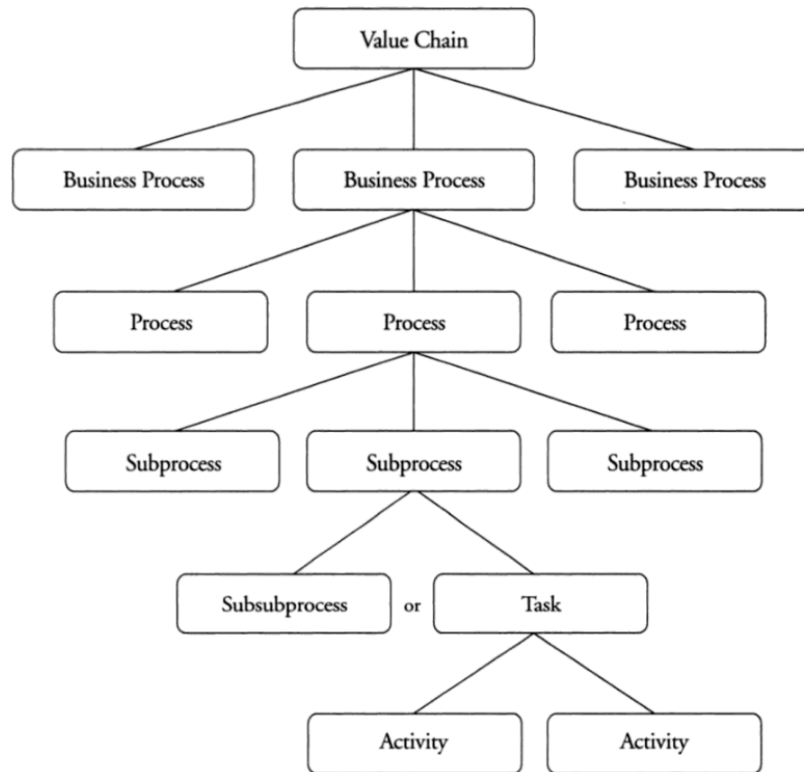 Value Chain
Business Process
Business Process
Business Process
Process
Process
Process
Subprocess
Subprocess
Subprocess
Subsubprocess
or
Task
Activity
Activity